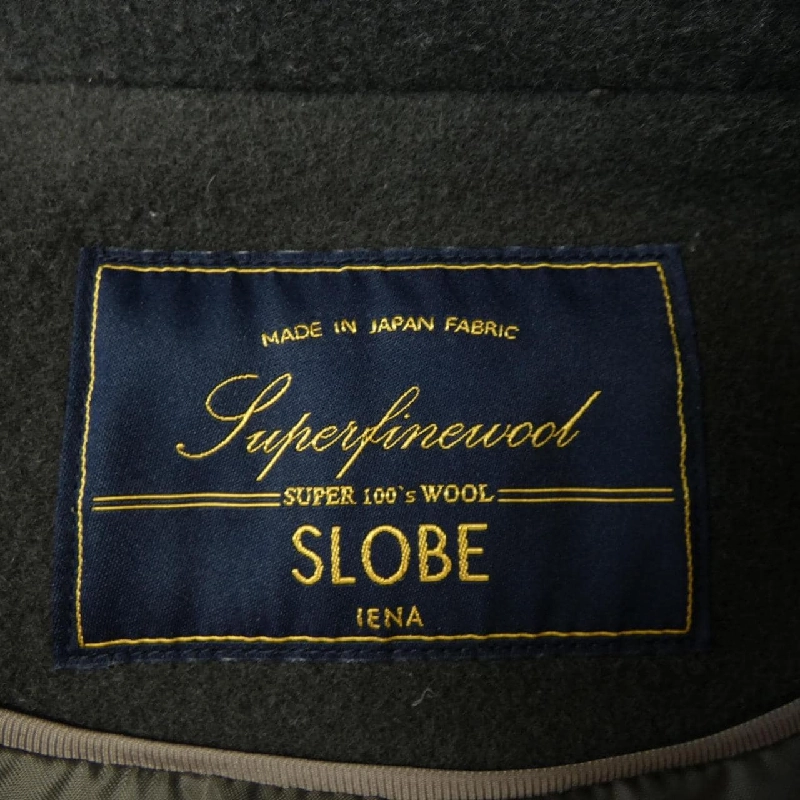 MADE IN JAPAN FABRIC
Superfinewool
SUPER 100's WOOL
SLOBE
IENA